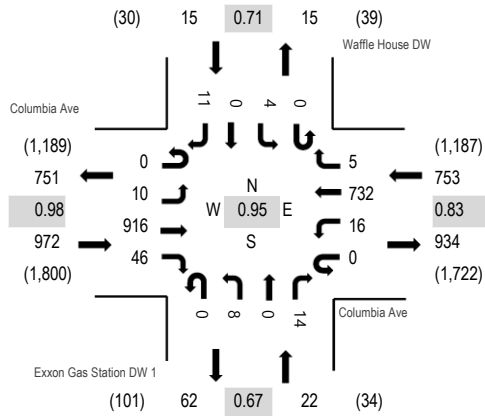 (30) 15 0.71 15 (39)
Waffle House DW
11 0 4 0
Columbia Ave
(1,189) (1,187)
0 5
751 753
10 N 732
0.98 W 0.95 E 0.83
916 S 16
972 934
46 0
(1,800) (1,722)
0 8 0 14
Columbia Ave
Exxon Gas Station DW 1
(101) 62 0.67 22 (34)